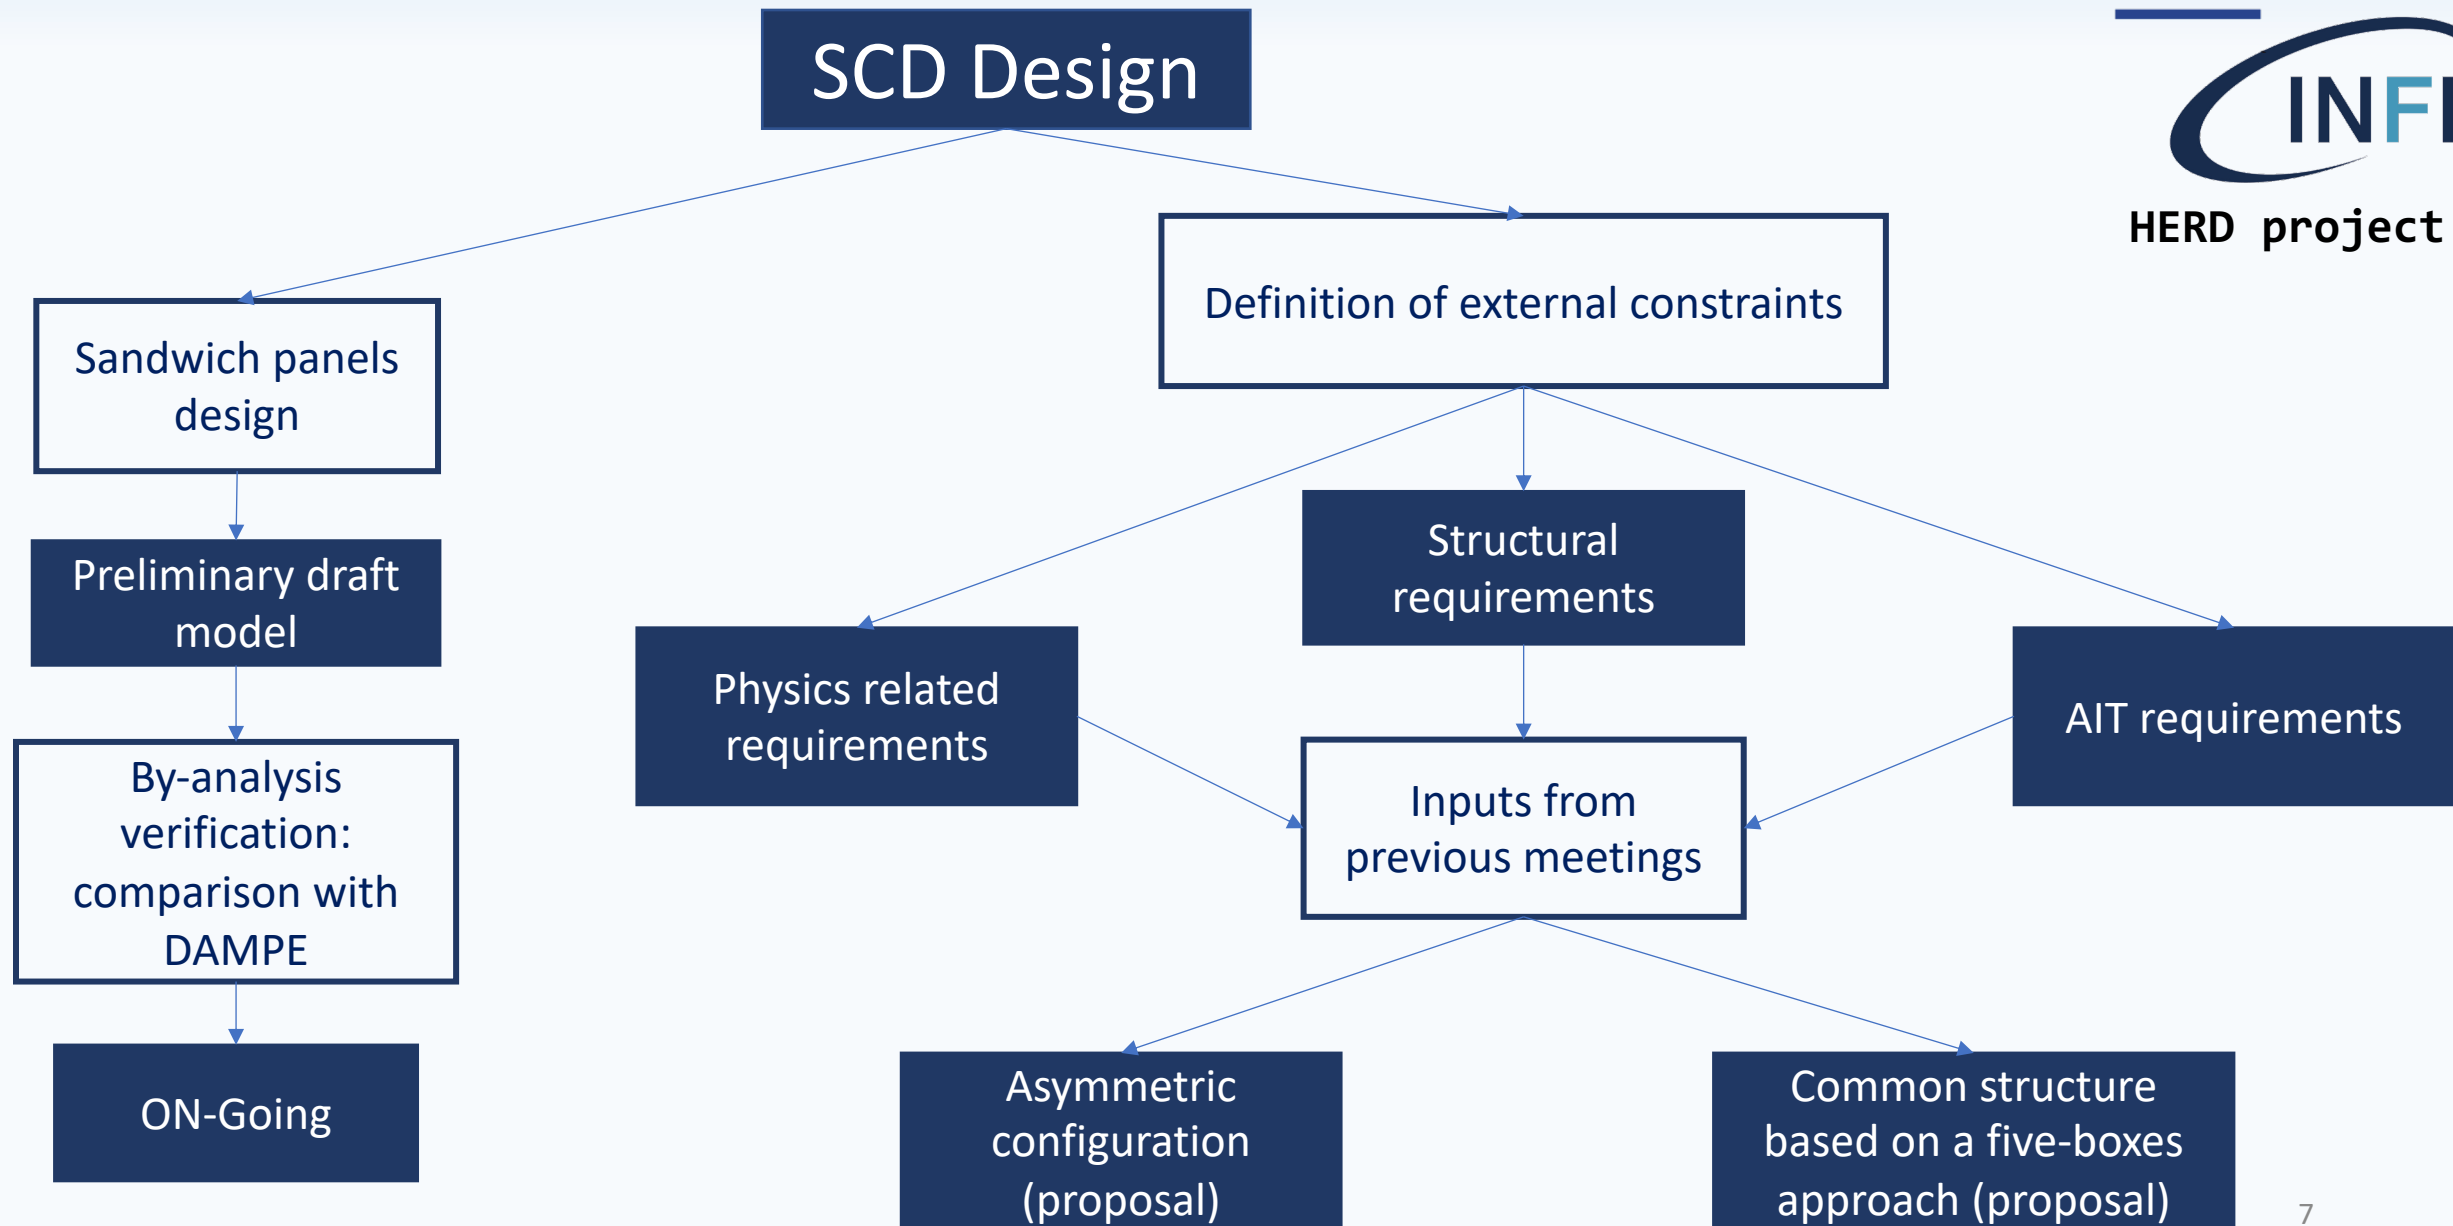 SCD Design
INF
HERD project
Definition of external constraints
Sandwich panels
design
Preliminary draft
model
By-analysis
verification:
comparison with
DAMPE
ON-Going
Structural
requirements
Physics related
requirements
AIT requirements
Inputs from
previous meetings
Asymmetric
configuration
(proposal)
Common structure
based on a five-boxes
approach (proposal)
7